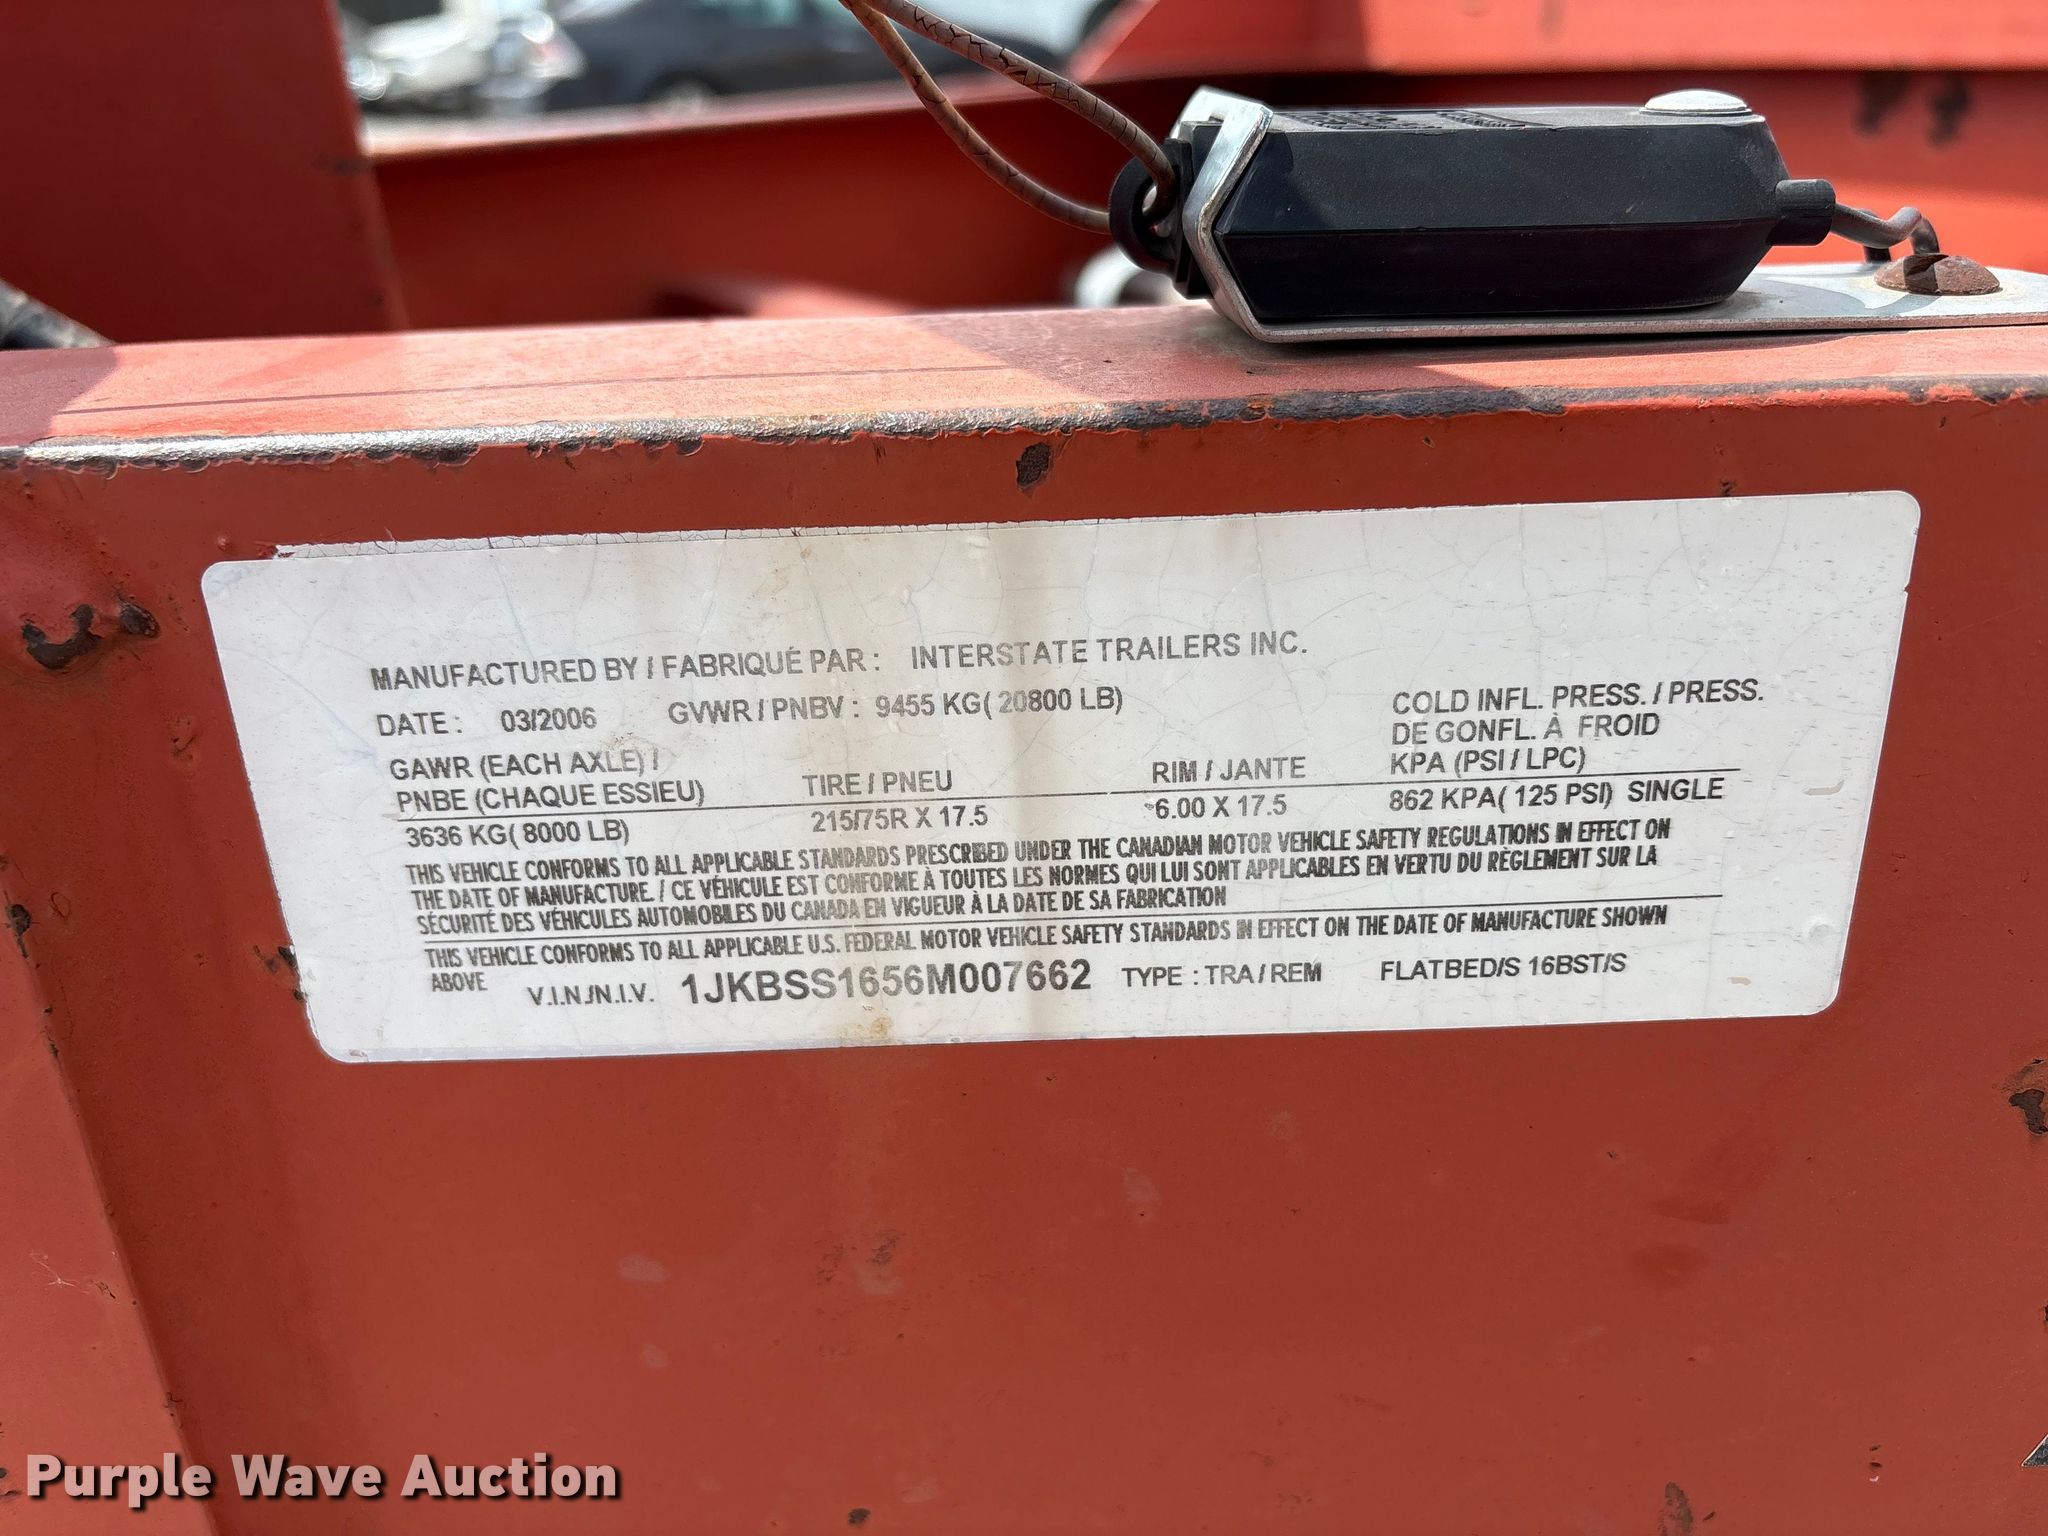 MANUFACTURED BY / FABRIQUÉ PAR : INTERSTATE TRAILERS INC.
DATE : 03/2006 GVWR / PNBV : 9455 KG( 20800 LB)
COLD INFL. PRESS. / PRESS.
DE GONFL. À FROID
KPA (PSI / LPC)
GAWR (EACH AXLE) /
PNBE (CHAQUE ESSIEU) TIRE / PNEU RIM / JANTE
3636 KG( 8000 LB) 215/75R X 17.5 6.00 X 17.5 862 KPA( 125 PSI) SINGLE
THIS VEHICLE CONFORMS TO ALL APPLICABLE STANDARDS PRESCRIBED UNDER THE CANADIAN MOTOR VEHICLE SAFETY REGULATIONS IN EFFECT ON
THE DATE OF MANUFACTURE. / CE VÉHICULE EST CONFORME À TOUTES LES NORMES QUI LUI SONT APPLICABLES EN VERTU DU RÈGLEMENT SUR LA
SÉCURITÉ DES VÉHICULES AUTOMOBILES DU CANADA EN VIGUEUR À LA DATE DE SA FABRICATION
THIS VEHICLE CONFORMS TO ALL APPLICABLE U.S. FEDERAL MOTOR VEHICLE SAFETY STANDARDS IN EFFECT ON THE DATE OF MANUFACTURE SHOWN
ABOVE V.I.N./N.I.V. 1JKBSS1656M007662 TYPE : TRA / REM FLATBED/S 16BST/S
Purple Wave Auction